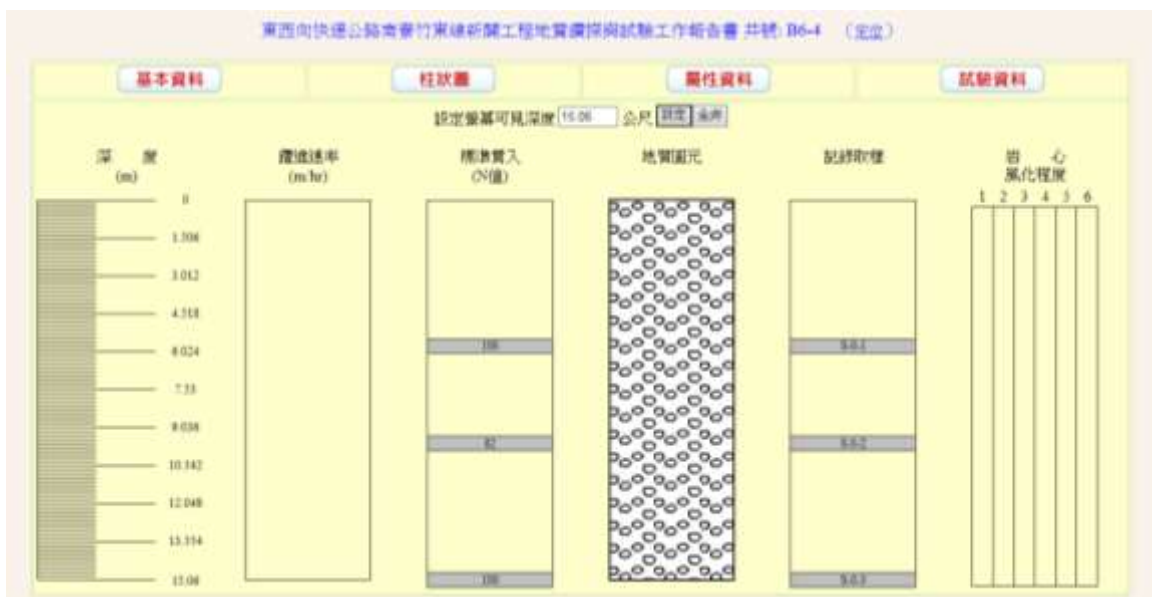 東西向快速公路南寮竹東線新闢工程地質鑽探與試驗工作報告書 井號: B6-4 （定位）
基本資料 柱狀圖 屬性資料 試驗資料
設定螢幕可見深度 15.06 公尺 設定
深 度 鑽進速率 標準貫入 地質圖元 記錄取樣 岩 心
(m) (m/hr) (N值) 風化程度
1 2 3 4 5 6
0
1.506
3.012
4.518
100 S-0-1
6.024
7.53
9.036
82 S-0-2
10.542
12.048
13.554
15.06 100 S-0-3